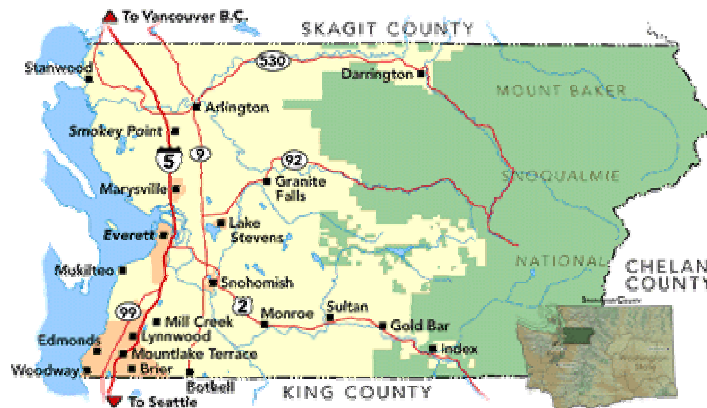 To Vancouver B.C.
SKAGIT COUNTY
Stanwood
530
Darrington
MOUNT BAKER
Arlington
Smokey Point
5
9
92
SNOQUALMIE
Marysville
Granite
Falls
Lake
Stevens
Everett
NATIONAL
Mukilteo
CHELAN
COUNTY
Snohomish
99
2
Sultan
Mill Creek
Monroe
Gold Bar
Lynnwood
Edmonds
Mountlake Terrace
Index
Woodway
Brier
Bothell
KING COUNTY
To Seattle
Washington